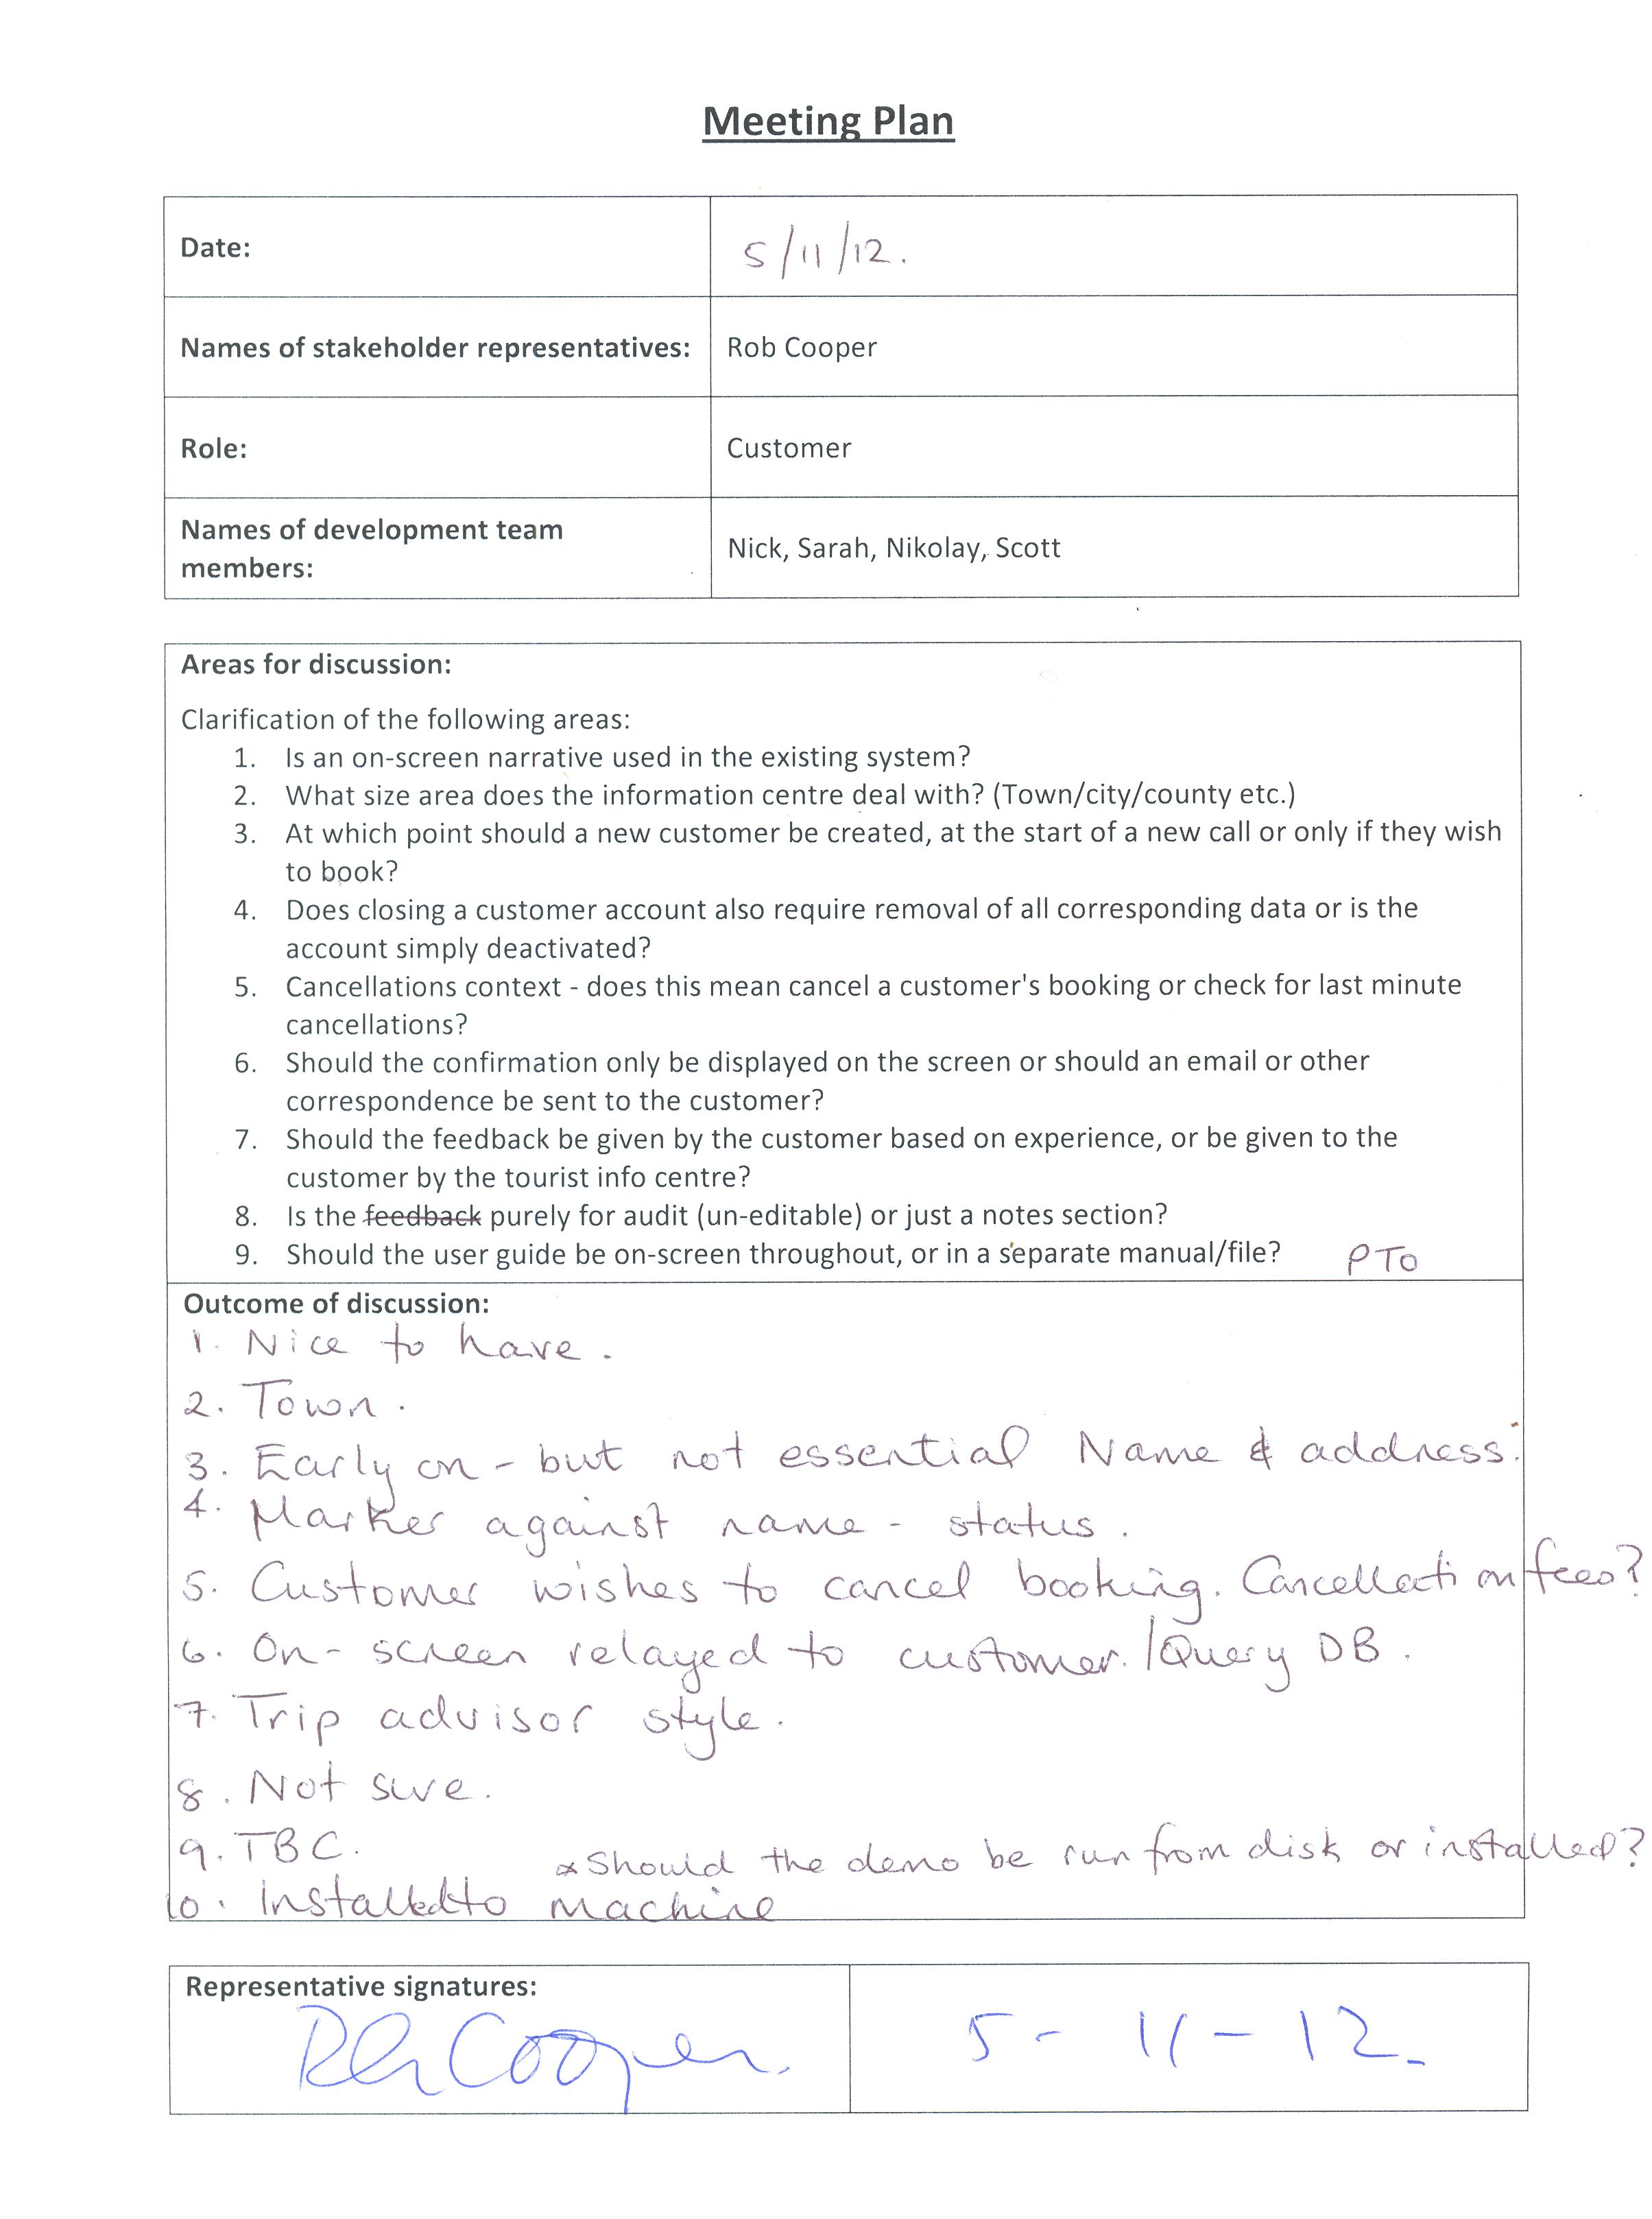 Meeting Plan
Date: 5/11/12.
Names of stakeholder representatives: Rob Cooper
Role: Customer
Names of development team
members:
Nick, Sarah, Nikolay, Scott
Areas for discussion:
Clarification of the following areas:
1. Is an on-screen narrative used in the existing system?
2. What size area does the information centre deal with? (Town/city/county etc.)
3. At which point should a new customer be created, at the start of a new call or only if they wish
to book?
4. Does closing a customer account also require removal of all corresponding data or is the
account simply deactivated?
5. Cancellations context - does this mean cancel a customer's booking or check for last minute
cancellations?
6. Should the confirmation only be displayed on the screen or should an email or other
correspondence be sent to the customer?
7. Should the feedback be given by the customer based on experience, or be given to the
customer by the tourist info centre?
8. Is the feedback purely for audit (un-editable) or just a notes section?
9. Should the user guide be on-screen throughout, or in a separate manual/file? PTO
Outcome of discussion:
1. Nice to have.
2. Town.
3. Early on - but not essential Name & address.
4. Marker against name - status.
5. Customer wishes to cancel booking. Cancellation fees?
6. On-screen relayed to customer. /Query DB.
7. Trip advisor style.
8. Not sure.
9. TBC.
* Should the demo be run from disk or installed?
10. Installed to machine
Representative signatures:
Cooper. 5-11-12.